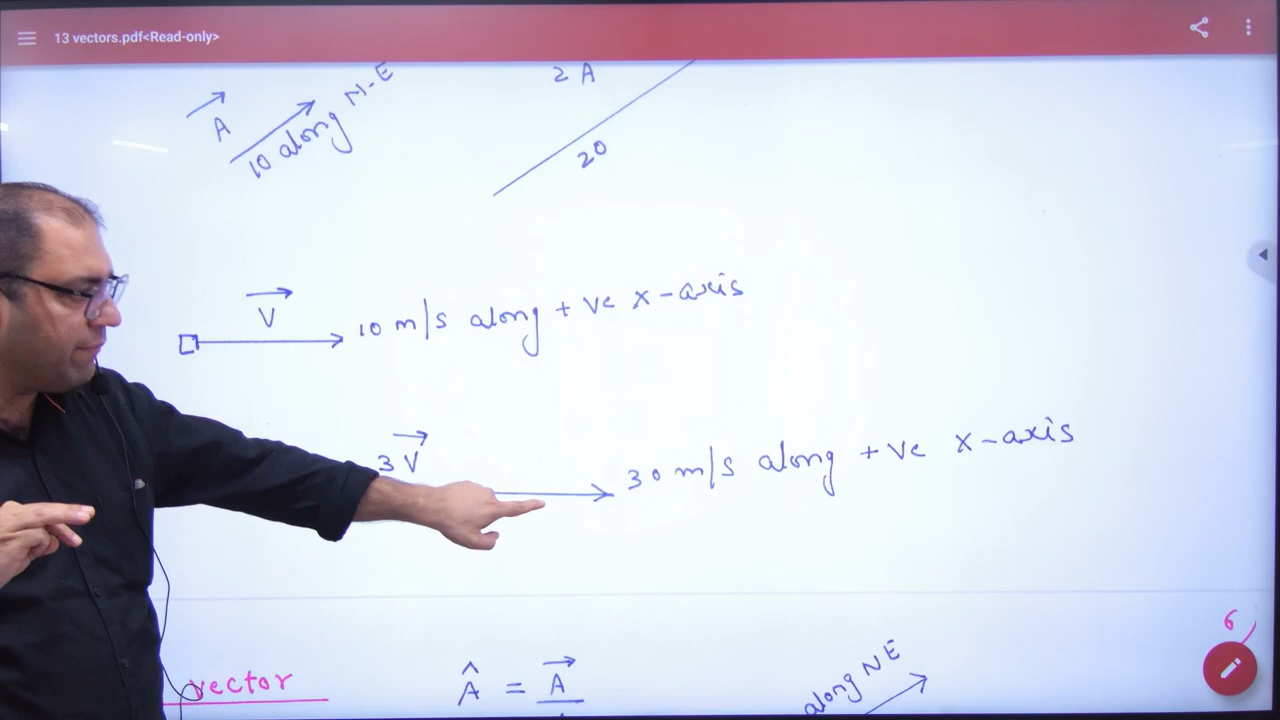 13 vectors.pdf<Read-only>
A
10 along N-E
2 A
20
V
10 m/s along +ve x-axis
3 V
30 m/s along +ve x-axis
6
vector
Â = A
along NE